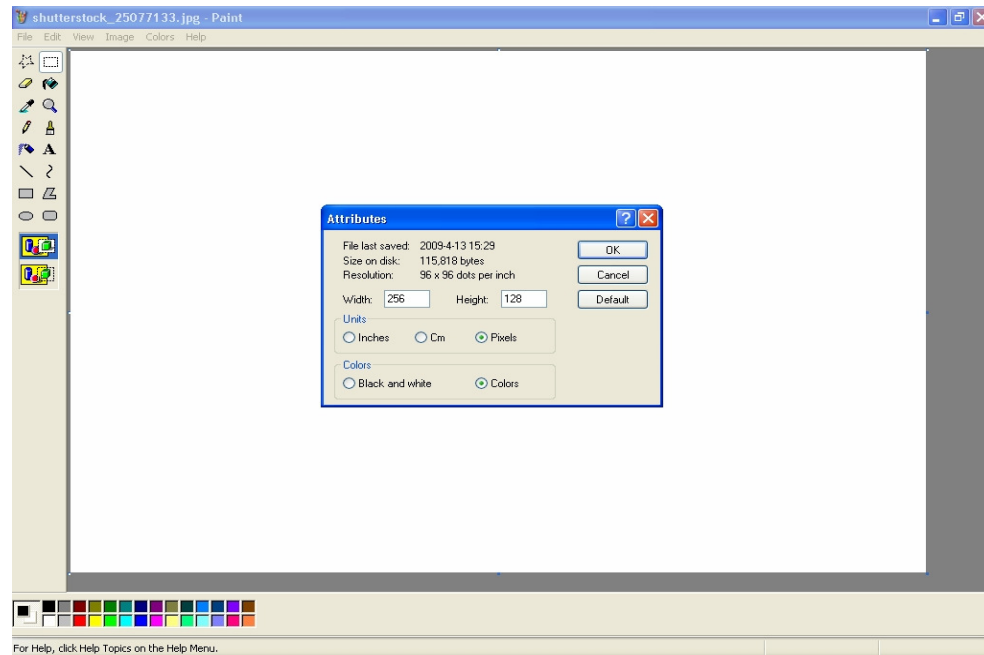 shutterstock_25077133.jpg - Paint
File Edit View Image Colors Help
A
Attributes
File last saved: 2009-4-13 15:29
Size on disk: 115,818 bytes
Resolution: 96 x 96 dots per inch
OK
Cancel
Width: 256 Height: 128
Default
Units
Inches Cm Pixels
Colors
Black and white Colors
For Help, click Help Topics on the Help Menu.